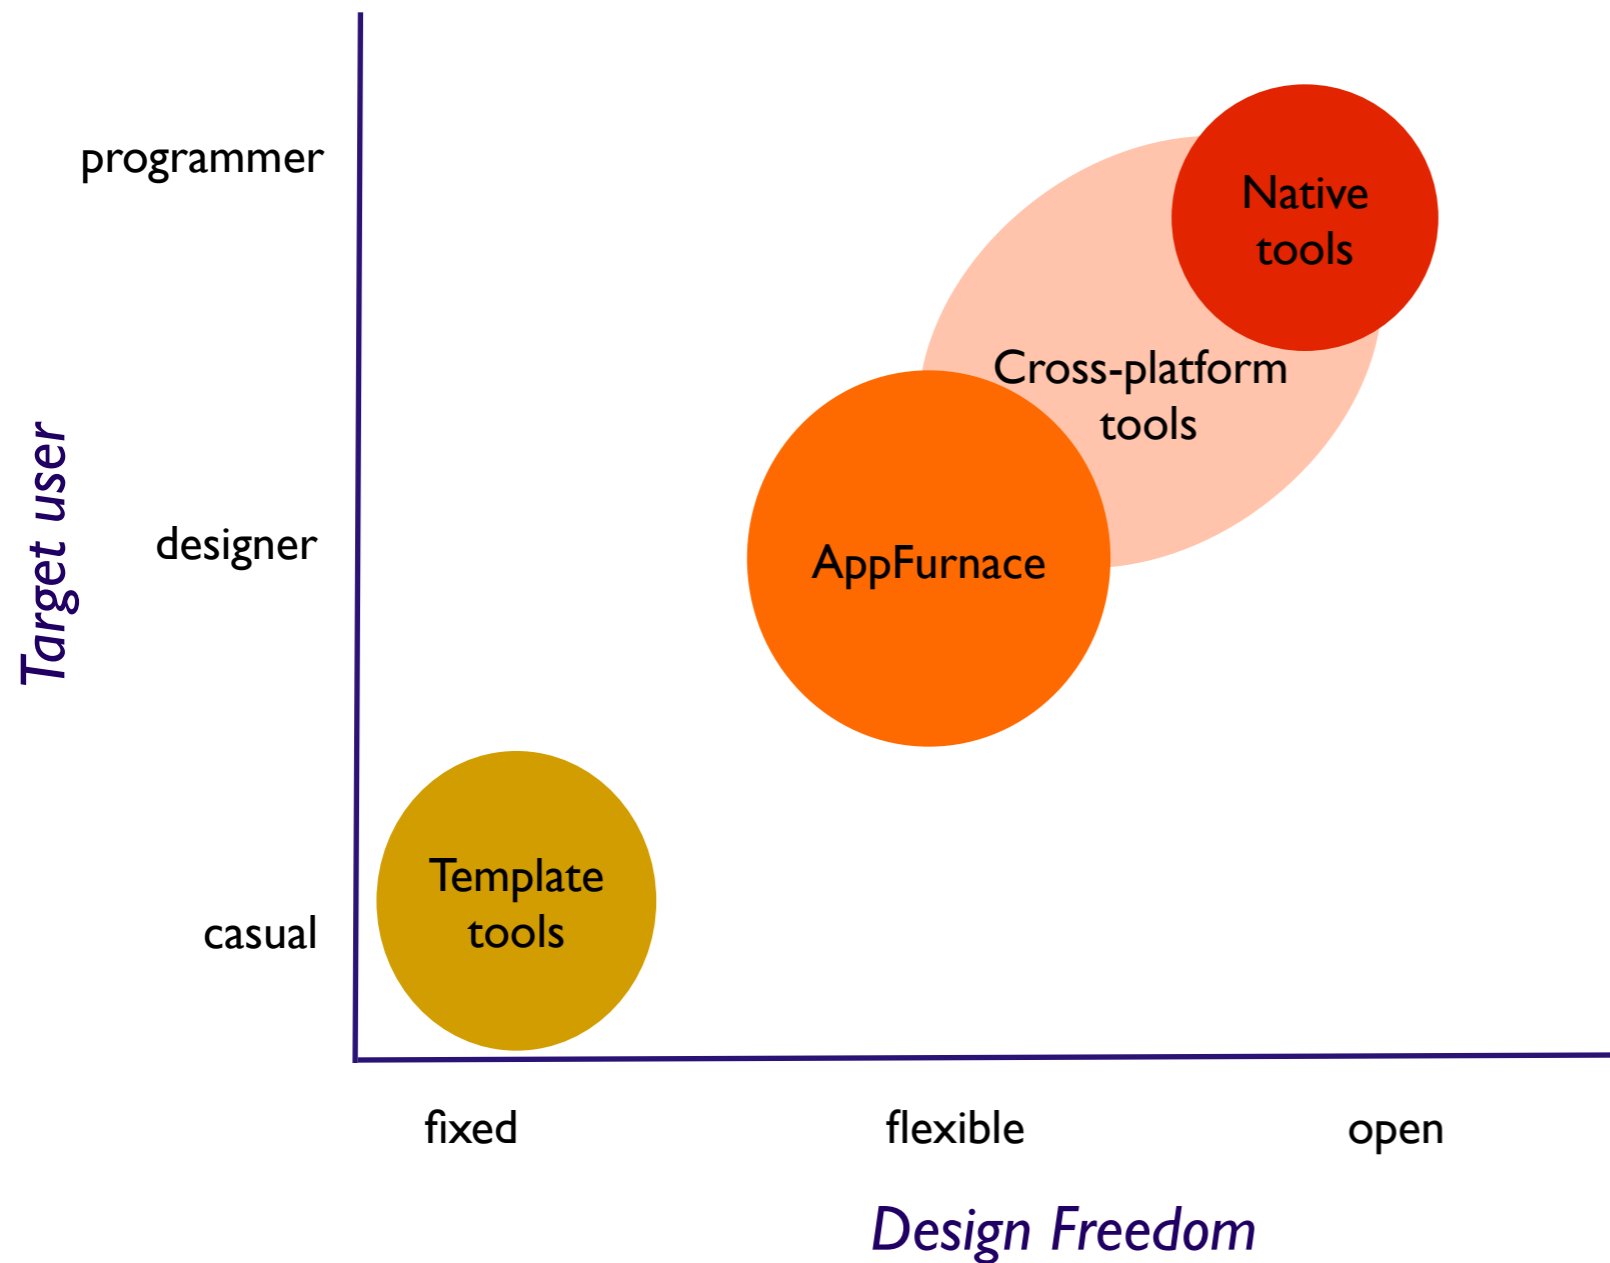 programmer
Native
tools
Cross-platform
tools
Target user
designer
AppFurnace
Template
tools
casual
fixed
flexible
open
Design Freedom